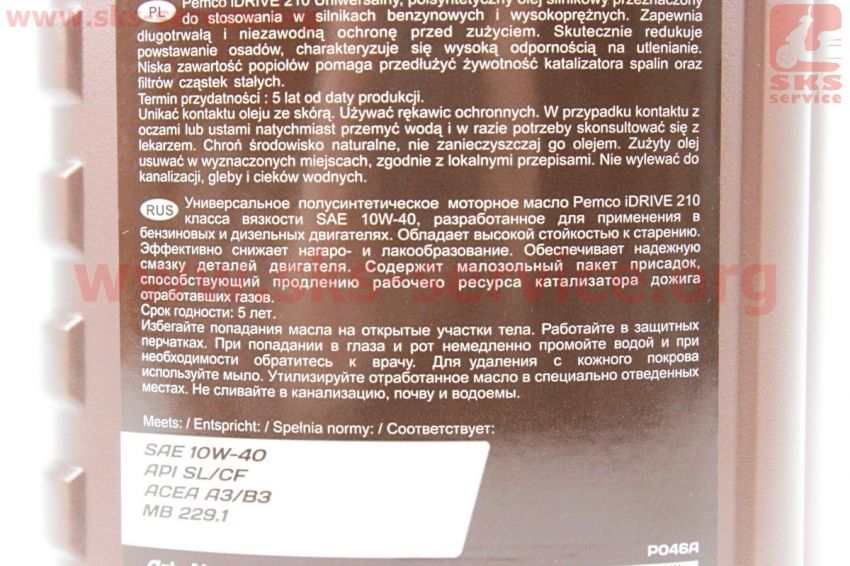 www.sks-service.org
SKS
service
PL
Pemco iDRIVE 210 Uniwersalny, półsyntetyczny olej silnikowy przeznaczony
do stosowania w silnikach benzynowych i wysokoprężnych. Zapewnia
długotrwałą i niezawodną ochronę przed zużyciem. Skutecznie redukuje
powstawanie osadów, charakteryzuje się wysoką odpornością na utlenianie.
Niska zawartość popiołów pomaga przedłużyć żywotność katalizatora spalin oraz
filtrów cząstek stałych.
Termin przydatności : 5 lat od daty produkcji.
Unikać kontaktu oleju ze skórą. Używać rękawic ochronnych. W przypadku kontaktu z
oczami lub ustami natychmiast przemyć wodą i w razie potrzeby skonsultować się z
lekarzem. Chroń środowisko naturalne, nie zanieczyszczaj go olejem. Zużyty olej
usuwać w wyznaczonych miejscach, zgodnie z lokalnymi przepisami. Nie wylewać do
kanalizacji, gleby i cieków wodnych.
RUS
Универсальное полусинтетическое моторное масло Pemco iDRIVE 210
класса вязкости SAE 10W-40, разработанное для применения в
бензиновых и дизельных двигателях. Обладает высокой стойкостью к старению.
Эффективно снижает нагаро- и лакообразование. Обеспечивает надежную
смазку деталей двигателя. Содержит малозольный пакет присадок,
способствующий продлению рабочего ресурса катализатора дожига
отработавших газов.
Срок годности: 5 лет.
Избегайте попадания масла на открытые участки тела. Работайте в защитных
перчатках. При попадании в глаза и рот немедленно промойте водой и при
необходимости обратитесь к врачу. Для удаления с кожного покрова
используйте мыло. Утилизируйте отработанное масло в специально отведенных
местах. Не сливайте в канализацию, почву и водоемы.
www.sks-service.org
Meets: / Entspricht: / Spełnia normy: / Соответствует:
SAE 10W-40
API SL/CF
ACEA A3/B3
MB 229.1
P046A